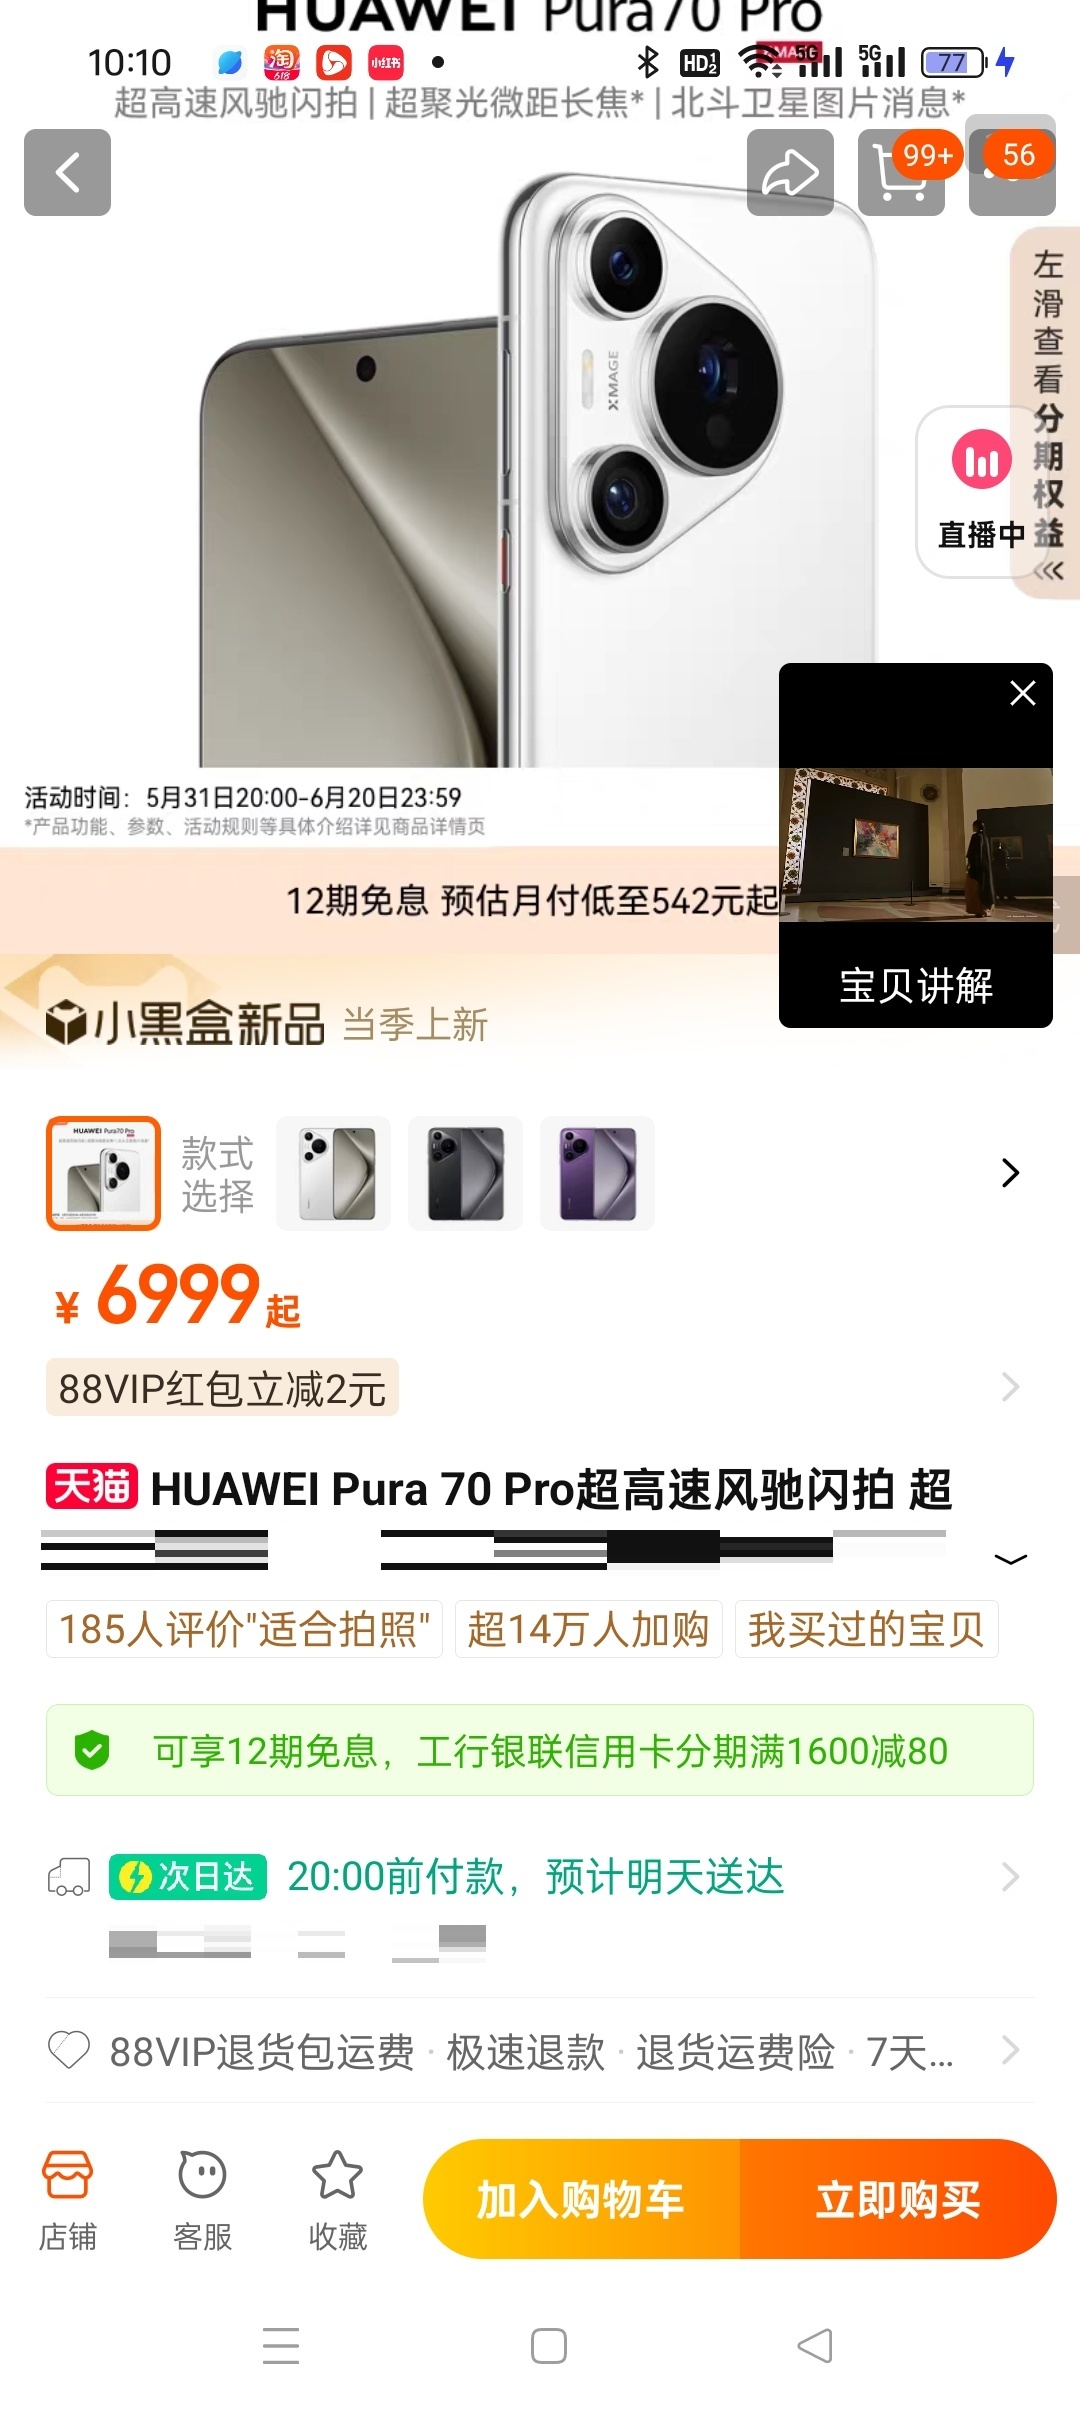 HUAWEI Pura70 Pro
10:10
淘
618
小红书
HD 1 2
XMAGE
5G
5G
77
超高速风驰闪拍 | 超聚光微距长焦* | 北斗卫星图片消息*
99+
56
左滑查看分期权益
XMAGE
直播中
活动时间：5月31日20:00-6月20日23:59
*产品功能、参数、活动规则等具体介绍详见商品详情页
12期免息 预估月付低至542元起
宝贝讲解
小黑盒新品 当季上新
HUAWEI Pura70 Pro
款式
选择
¥ 6999起
88VIP红包立减2元
天猫 HUAWEI Pura 70 Pro超高速风驰闪拍 超
185人评价"适合拍照"
超14万人加购
我买过的宝贝
可享12期免息，工行银联信用卡分期满1600减80
次日达 20:00前付款，预计明天送达
88VIP退货包运费 · 极速退款 · 退货运费险 · 7天...
店铺
客服
收藏
加入购物车
立即购买